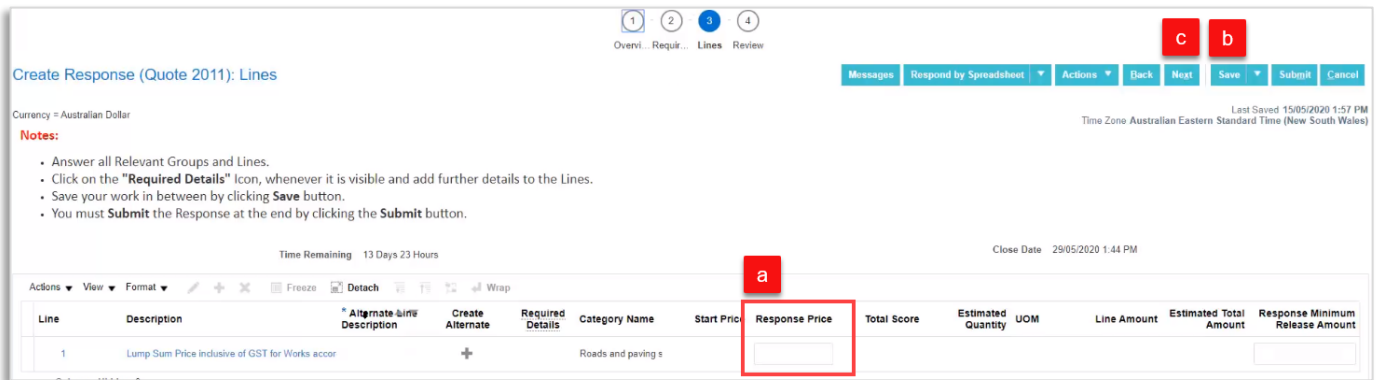 1 2 3 4
Overvi... Requir... Lines Review
c b
Create Response (Quote 2011): Lines
Messages Respond by Spreadsheet Actions Back Next Save Submit Cancel
Currency = Australian Dollar
Last Saved 15/05/2020 1:57 PM
Time Zone Australian Eastern Standard Time (New South Wales)
Notes:
• Answer all Relevant Groups and Lines.
• Click on the "Required Details" Icon, whenever it is visible and add further details to the Lines.
• Save your work in between by clicking Save button.
• You must Submit the Response at the end by clicking the Submit button.
Time Remaining 13 Days 23 Hours
Close Date 29/05/2020 1:44 PM
a
Actions View Format Freeze Detach Wrap
Line Description * Alternate Line Description Create Alternate Required Details Category Name Start Price Response Price Total Score Estimated Quantity UOM Line Amount Estimated Total Amount Response Minimum Release Amount
1 Lump Sum Price inclusive of GST for Works accor Roads and paving s